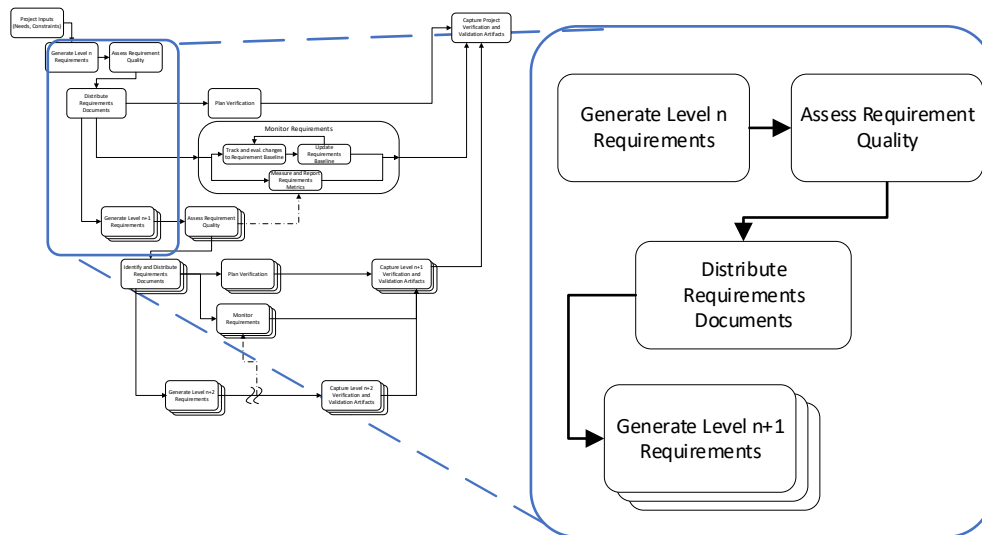 Project Inputs
(Needs, Constraints)
Capture Project
Verification and
Validation Artifacts
Generate Level n
Requirements
Assess Requirement
Quality
Distribute
Requirements
Documents
Plan Verification
Monitor Requirements
Track and eval. changes
to Requirement Baseline
Update
Requirements
Baseline
Measure and Report
Requirements
Metrics
Generate Level n+1
Requirements
Assess Requirement
Quality
Identify and Distribute
Requirements
Documents
Plan Verification
Capture Level n+1
Verification and
Validation Artifacts
Monitor
Requirements
Generate Level n+2
Requirements
Capture Level n+2
Verification and
Validation Artifacts
Generate Level n
Requirements
Assess Requirement
Quality
Distribute
Requirements
Documents
Generate Level n+1
Requirements